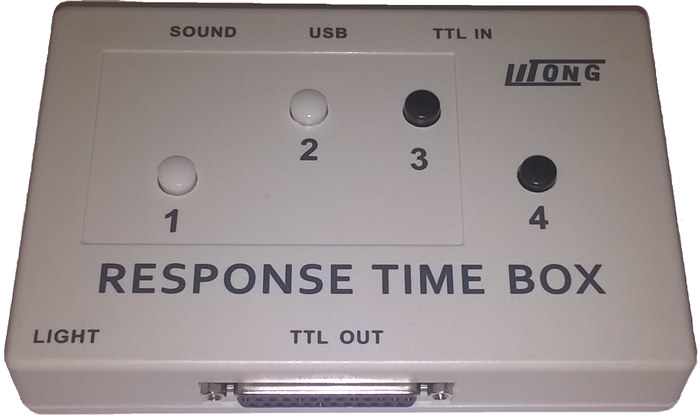 SOUND USB TTL IN
LITONG
2
3
1
4
RESPONSE TIME BOX
LIGHT TTL OUT